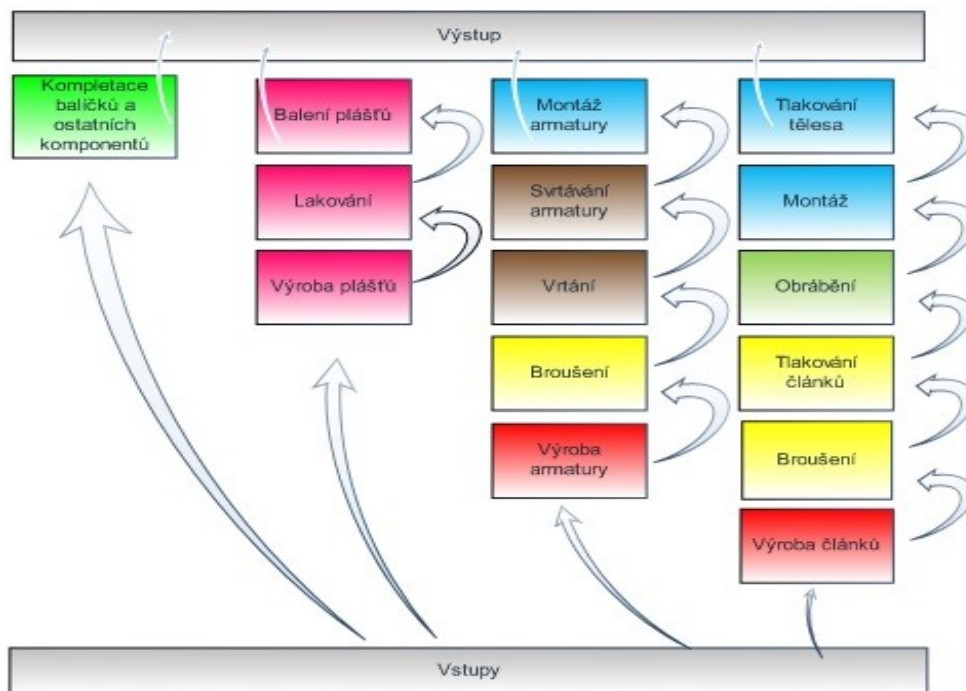 Výstup
Kompletace
balíčků a
ostatních
komponentů
Balení plášťů
Lakování
Výroba plášťů
Montáž
armatury
Svrtávání
armatury
Vrtání
Broušení
Výroba
armatury
Tlakování
tělesa
Montáž
Obrábění
Tlakování
článků
Broušení
Výroba článků
Vstupy